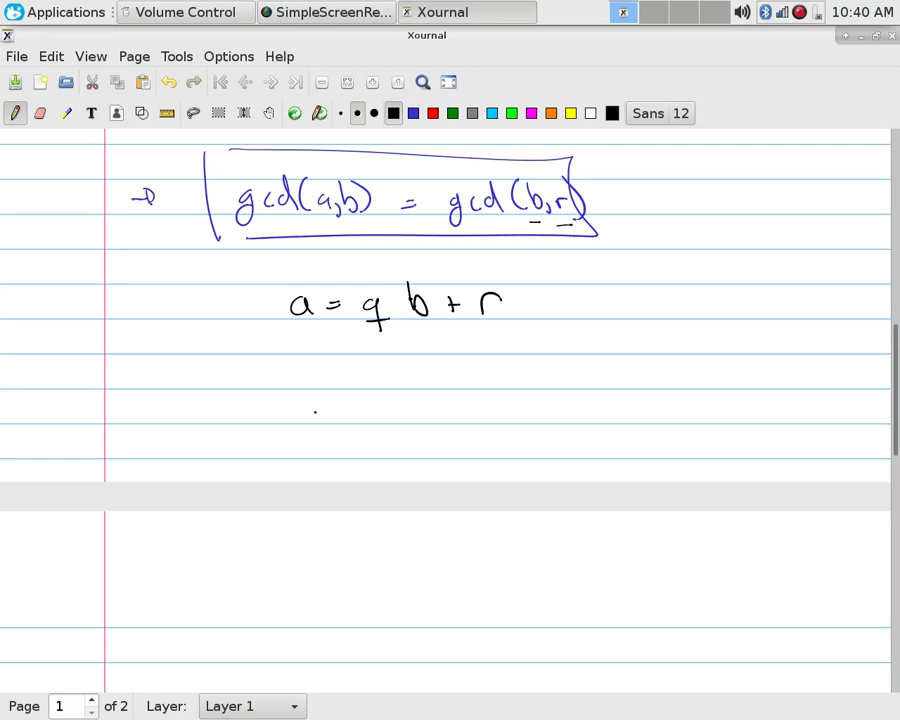 Applications Volume Control SimpleScreenRe... Xournal 10:40 AM
Xournal
File Edit View Page Tools Options Help
Sans 12
→ gcd(a,b) = gcd(b,r)
a = q b + r
Page 1 of 2 Layer: Layer 1